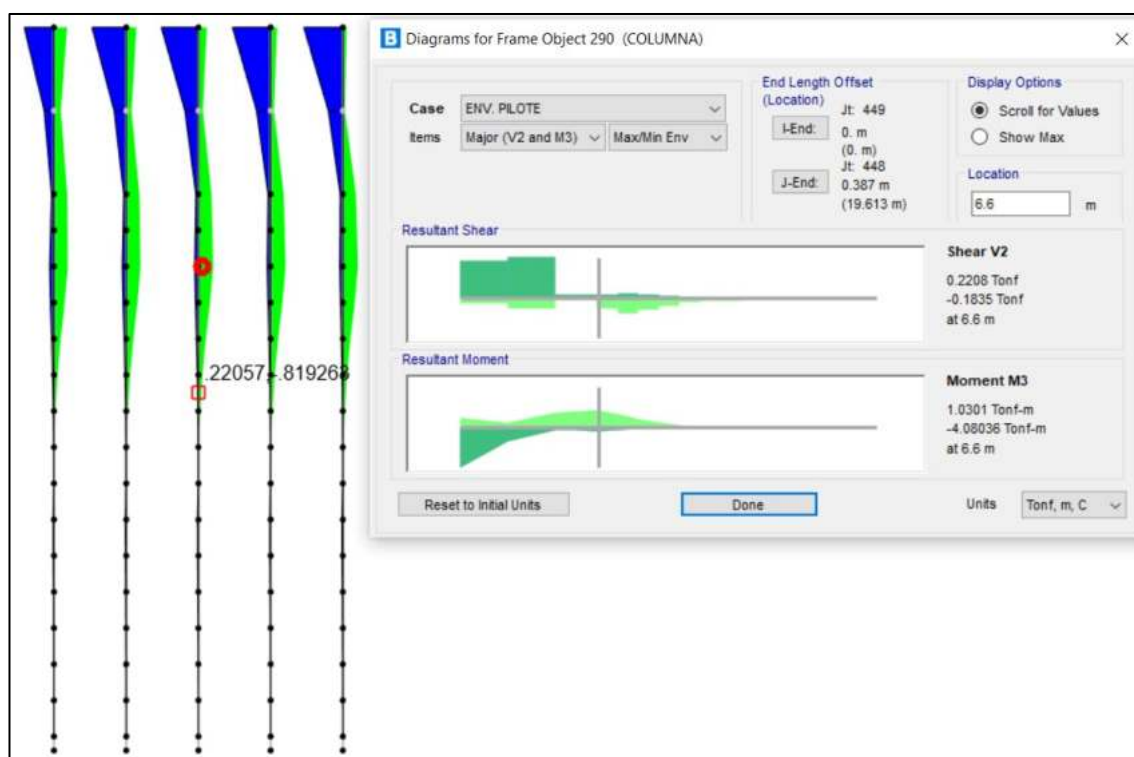 B Diagrams for Frame Object 290 (COLUMNA)
Case ENV. PILOTE
Items Major (V2 and M3) Max/Min Env
End Length Offset
(Location)
Jt: 449
I-End: 0. m
(0. m)
Jt: 448
J-End: 0.387 m
(19.613 m)
Display Options
Scroll for Values
Show Max
Location
6.6 m
Resultant Shear
Shear V2
0.2208 Tonf
-0.1835 Tonf
at 6.6 m
Resultant Moment
Moment M3
1.0301 Tonf-m
-4.08036 Tonf-m
at 6.6 m
Reset to Initial Units Done Units Tonf, m, C
.22057,-.819268